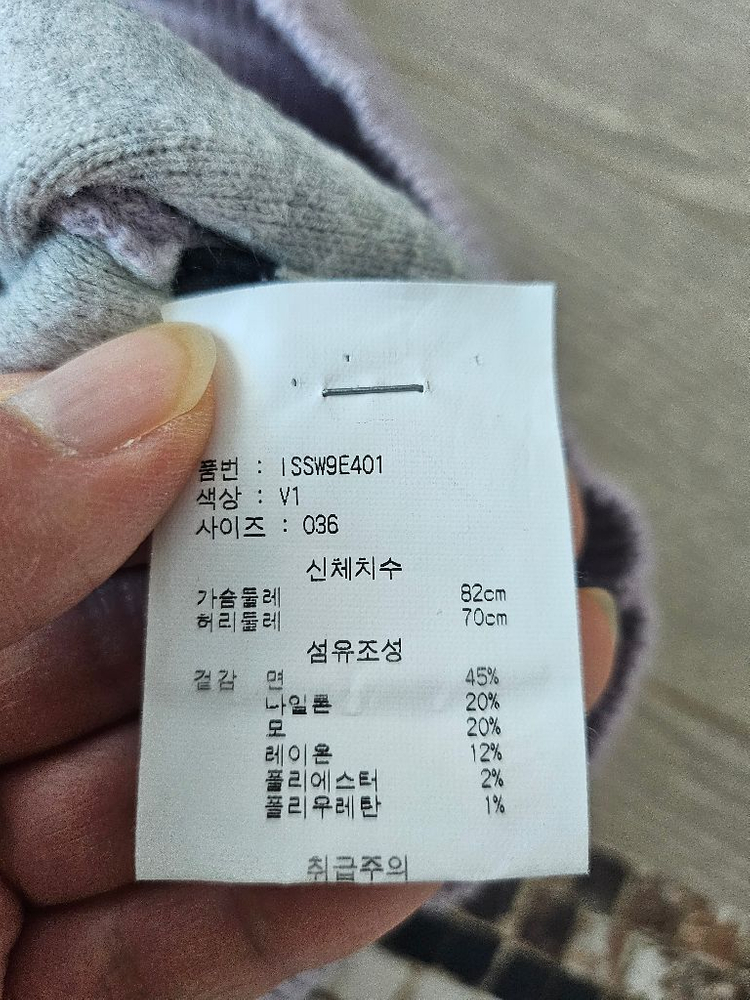 품번 : ISSW9E401
색상 : V1
사이즈 : 036
신체치수
가슴둘레 82cm
허리둘레 70cm
섬유조성
겉감 면 45%
나일론 20%
모 20%
레이온 12%
폴리에스터 2%
폴리우레탄 1%
취급주의